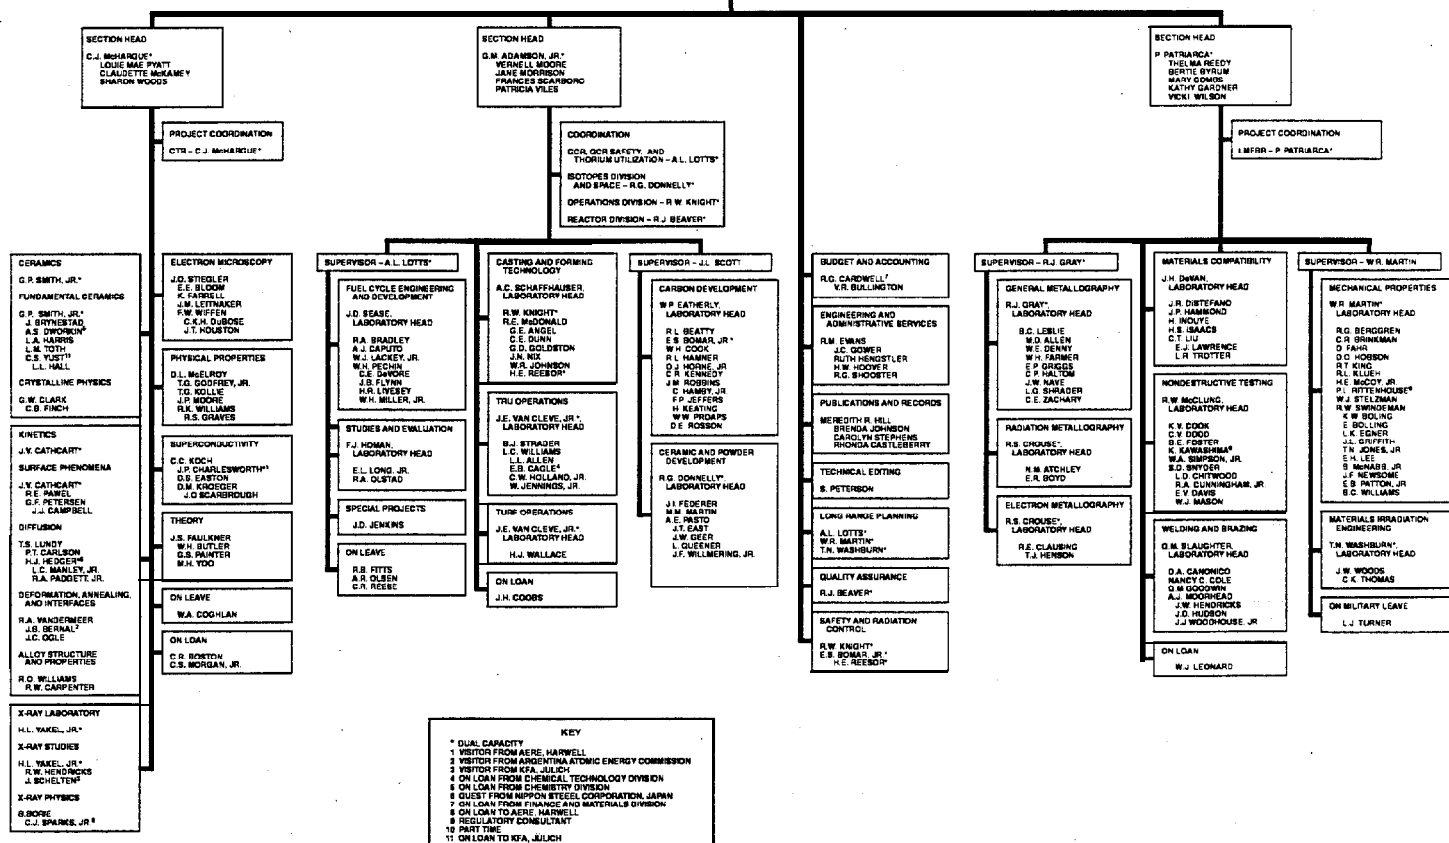 SECTION HEAD
C.J. McHARGUE*
LOUIE MAE PYATT
CLAUDETTE McKAMEY
SHARON WOODS
PROJECT COORDINATION
CTR – C.J. McHARGUE*
CERAMICS
G.P. SMITH, JR.*
FUNDAMENTAL CERAMICS
G.P. SMITH, JR.*
J. BRYNESTAD
A.S. DWORKIN
L.A. HARRIS
L.M. TOTH
C.S. YUST
L.L. HALL
CRYSTALLINE PHYSICS
G.W. CLARK
C.B. FINCH
KINETICS
J.V. CATHCART*
SURFACE PHENOMENA
J.V. CATHCART*
R.E. PAWEL
G.F. PETERSEN
J.J. CAMPBELL
DIFFUSION
T.S. LUNDY
P.T. CARLSON
H.J. HEDGER
L.C. MANLEY, JR.
R.A. PADGETT, JR.
DEFORMATION, ANNEALING,
AND INTERFACES
R.A. VANDERMEER
J.B. BERNAL²
J.C. OGLE
ALLOY STRUCTURE
AND PROPERTIES
R.O. WILLIAMS
R.W. CARPENTER
X-RAY LABORATORY
H.L. YAKEL, JR.*
X-RAY STUDIES
H.L. YAKEL, JR.*
R.W. HENDRICKS
J. SCHELTEN³
X-RAY PHYSICS
B.BORIE
C.J. SPARKS, JR.
ELECTRON MICROSCOPY
J.O. STIEGLER
E.E. BLOOM
K. FARRELL
J.M. LEITNAKER
F.W. WIFFEN
C.K.H. DuBOSE
J.T. HOUSTON
PHYSICAL PROPERTIES
D.L. McELROY
T.G. GODFREY, JR.
T.G. KOLLIE
J.P. MOORE
R.K. WILLIAMS
R.S. GRAVES
SUPERCONDUCTIVITY
C.C. KOCH
J.P. CHARLESWORTH
D.S. EASTON
D.M. KROEGER
J.O SCARBROUGH
THEORY
J.S. FAULKNER
W.H. BUTLER
G.S. PAINTER
M.H. YOO
ON LEAVE
W.A. COGHLAN
ON LOAN
C.R. BOSTON
C.S. MORGAN, JR.
SECTION HEAD
G.M. ADAMSON, JR.*
VERNELL MOORE
JANE MORRISON
FRANCES SCARBORO
PATRICIA VILES
COORDINATION
GCR, GCR SAFETY, AND
THORIUM UTILIZATION – A.L. LOTTS*
ISOTOPES DIVISION
AND SPACE – R.G. DONNELLY*
OPERATIONS DIVISION – R.W. KNIGHT*
REACTOR DIVISION – R.J. BEAVER*
SUPERVISOR – A.L. LOTTS*
FUEL CYCLE ENGINEERING
AND DEVELOPMENT
J.D. SEASE,
LABORATORY HEAD
R.A. BRADLEY
A.J. CAPUTO
W.J. LACKEY, JR.
W.H. PECHIN
C.E. DeVORE
J.B. FLYNN
H.R. LIVESEY
W.H. MILLER, JR.
STUDIES AND EVALUATION
F.J. HOMAN,
LABORATORY HEAD
E.L. LONG, JR.
R.A. OLSTAD
SPECIAL PROJECTS
J.D. JENKINS
ON LEAVE
R.B. FITTS
A.R. OLSEN
C.R. REESE
CASTING AND FORMING
TECHNOLOGY
A.C. SCHAFFHAUSER,
LABORATORY HEAD
R.W. KNIGHT*
R.E. McDONALD
G.E. ANGEL
C.E. DUNN
G.D. GOLDSTON
J.N. NIX
W.R. JOHNSON
H.E. REESOR*
TRU OPERATIONS
J.E. VAN CLEVE, JR.*,
LABORATORY HEAD
B.J. STRADER
L.C. WILLIAMS
L.L. ALLEN
E.B. CAGLE⁴
C.W. HOLLAND, JR.
W. JENNINGS, JR.
TURF OPERATIONS
J.E. VAN CLEVE, JR.*,
LABORATORY HEAD
H.J. WALLACE
ON LOAN
J.H. COOBS
SUPERVISOR – J.L. SCOTT
CARBON DEVELOPMENT
W.P. EATHERLY,
LABORATORY HEAD
R L BEATTY
E S BOMAR, JR*
W H COOK
R L HAMNER
D J HORNE, JR
C R KENNEDY
J M ROBBINS
C HAMBY, JR
F P JEFFERS
H KEATING
W W PROAPS
D E ROSSON
CERAMIC AND POWDER
DEVELOPMENT
R.G. DONNELLY*,
LABORATORY HEAD
J.I. FEDERER
M.M. MARTIN
A.E. PASTO
J.T. EAST
J.W. GEER
L. QUEENER
J.F. WILLMERING, JR.
BUDGET AND ACCOUNTING
R.G. CARDWELL⁷
V.R. BULLINGTON
ENGINEERING AND
ADMINISTRATIVE SERVICES
R.M. EVANS
J.C. GOWER
RUTH HENGSTLER
H.W. HOOVER
R.G. SHOOSTER
PUBLICATIONS AND RECORDS
MEREDITH R. HILL
BRENDA JOHNSON
CAROLYN STEPHENS
RHONDA CASTLEBERRY
TECHNICAL EDITING
S. PETERSON
LONG RANGE PLANNING
A.L. LOTTS*
W.R. MARTIN*
T.N. WASHBURN*
QUALITY ASSURANCE
R.J. BEAVER*
SAFETY AND RADIATION
CONTROL
R.W. KNIGHT*
E.S. BOMAR, JR.*
H.E. REESOR*
SECTION HEAD
P. PATRIARCA*
THELMA REEDY
BERTIE BYRUM
MARY COMBS
KATHY GARDNER
VICKI WILSON
PROJECT COORDINATION
LMFBR – P. PATRIARCA*
SUPERVISOR – R.J. GRAY*
GENERAL METALLOGRAPHY
R.J. GRAY*,
LABORATORY HEAD
B.C. LESLIE
M.D. ALLEN
W.E. DENNY
W.H. FARMER
E.P. GRIGGS
C.P. HALTOM
J.W. NAVE
L.G. SHRADER
C.E. ZACHARY
RADIATION METALLOGRAPHY
R.S. CROUSE*,
LABORATORY HEAD
N.M. ATCHLEY
E.R. BOYD
ELECTRON METALLOGRAPHY
R.S. CROUSE*,
LABORATORY HEAD
R.E. CLAUSING
T.J. HENSON
MATERIALS COMPATIBILITY
J.H. DeVAN,
LABORATORY HEAD
J.R. DISTEFANO
J.P. HAMMOND
H. INOUYE
H.S. ISAACS
C.T. LIU
E.J. LAWRENCE
L.R. TROTTER
NONDESTRUCTIVE TESTING
R.W. McCLUNG,
LABORATORY HEAD
K.V. COOK
C.V. DODD
B.E. FOSTER
K. KAWASHIMA⁶
W.A. SIMPSON, JR.
S.D. SNYDER
L.D. CHITWOOD
R.A. CUNNINGHAM, JR.
E.V. DAVIS
W.J. MASON
WELDING AND BRAZING
G.M. SLAUGHTER,
LABORATORY HEAD
D.A. CANONICO
NANCY C. COLE
G.M GOODWIN
A.J. MOORHEAD
J.W. HENDRICKS
J.D. HUDSON
J.J WOODHOUSE, JR
ON LOAN
W.J. LEONARD
SUPERVISOR – W.R. MARTIN
MECHANICAL PROPERTIES
W.R. MARTIN*
LABORATORY HEAD
R.G. BERGGREN
C.R. BRINKMAN
D. FAHR
D.O. HOBSON
R.T. KING
R.L. KLUEH
H.E. McCOY, JR.
P.L. RITTENHOUSE
W.J. STELZMAN
R.W. SWINDEMAN
K.W. BOLING
E. BOLLING
L.K. EGNER
J.L. GRIFFITH
T.N. JONES, JR
E.H. LEE
B. McNABB, JR
J.F. NEWSOME
E.B. PATTON, JR
B.C. WILLIAMS
MATERIALS IRRADIATION
ENGINEERING
T.N. WASHBURN*,
LABORATORY HEAD
J.W. WOODS
C.K. THOMAS
ON MILITARY LEAVE
L.J. TURNER
KEY
* DUAL CAPACITY
1 VISITOR FROM AERE, HARWELL
2 VISITOR FROM ARGENTINA ATOMIC ENERGY COMMISSION
3 VISITOR FROM KFA, JULICH
4 ON LOAN FROM CHEMICAL TECHNOLOGY DIVISION
5 ON LOAN FROM CHEMISTRY DIVISION
6 GUEST FROM NIPPON STEEEL CORPORATION, JAPAN
7 ON LOAN FROM FINANCE AND MATERIALS DIVISION
8 ON LOAN TO AERE, HARWELL
9 REGULATORY CONSULTANT
10 PART TIME
11 ON LOAN TO KFA, JULICH